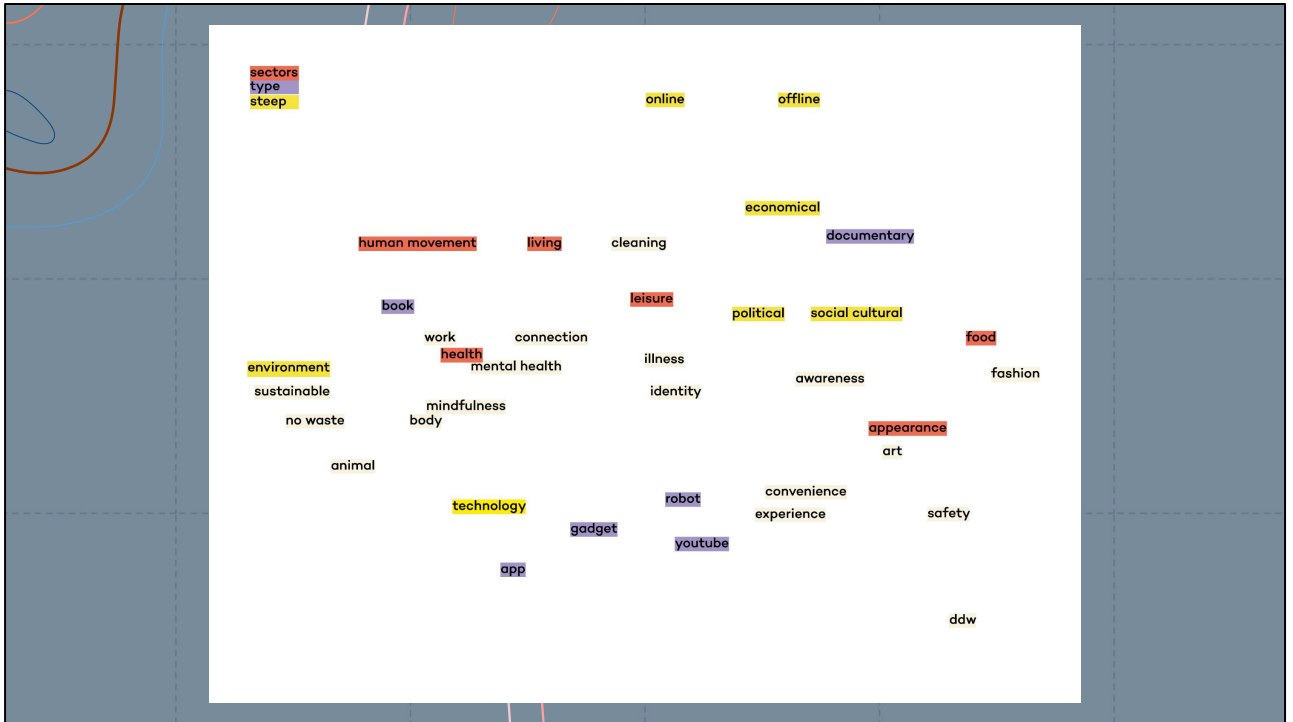 sectors
type
steep
online
offline
economical
documentary
human movement
living
cleaning
leisure
book
political
social cultural
work
connection
food
health
mental health
illness
environment
fashion
awareness
sustainable
identity
mindfulness
no waste
body
appearance
art
animal
convenience
robot
technology
experience
safety
gadget
youtube
app
ddw